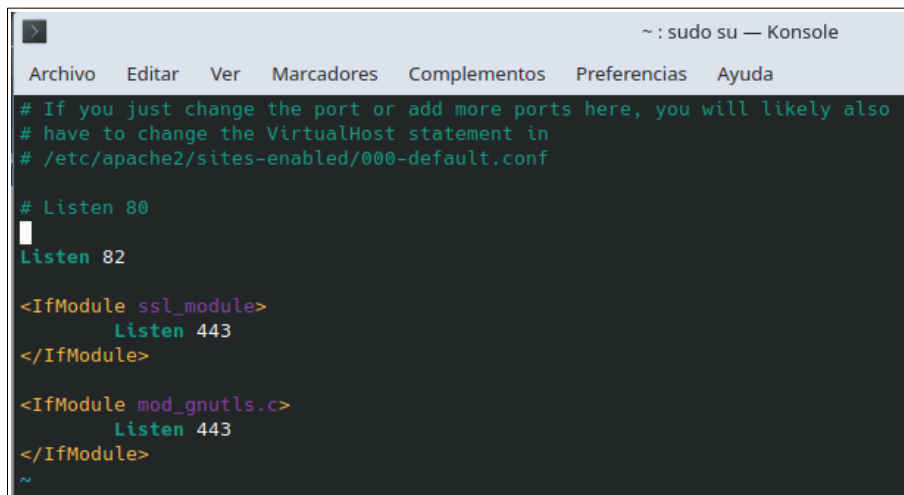 ~ : sudo su — Konsole
Archivo Editar Ver Marcadores Complementos Preferencias Ayuda
# If you just change the port or add more ports here, you will likely also
# have to change the VirtualHost statement in
# /etc/apache2/sites-enabled/000-default.conf
# Listen 80
Listen 82
<IfModule ssl_module>
        Listen 443
</IfModule>
<IfModule mod_gnutls.c>
        Listen 443
</IfModule>
~